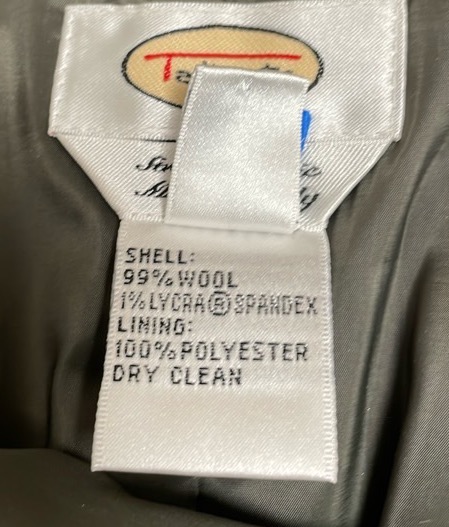 SHELL:
99% WOOL
1% LYCRA® SPANDEX
LINING:
100% POLYESTER
DRY CLEAN